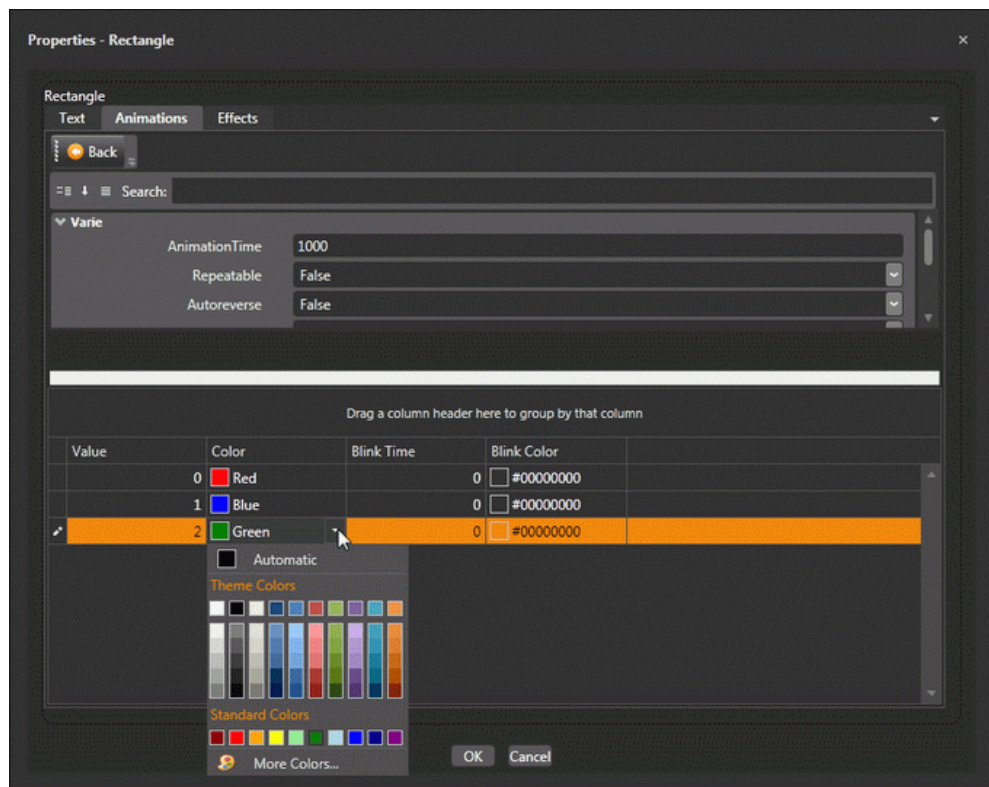 Properties - Rectangle
Rectangle
Text Animations Effects
Back
Search:
Varie
AnimationTime 1000
Repeatable False
Autoreverse False
Drag a column header here to group by that column
Value Color Blink Time Blink Color
0 Red 0 #00000000
1 Blue 0 #00000000
2 Green 0 #00000000
Automatic
Theme Colors
Standard Colors
More Colors...
OK Cancel